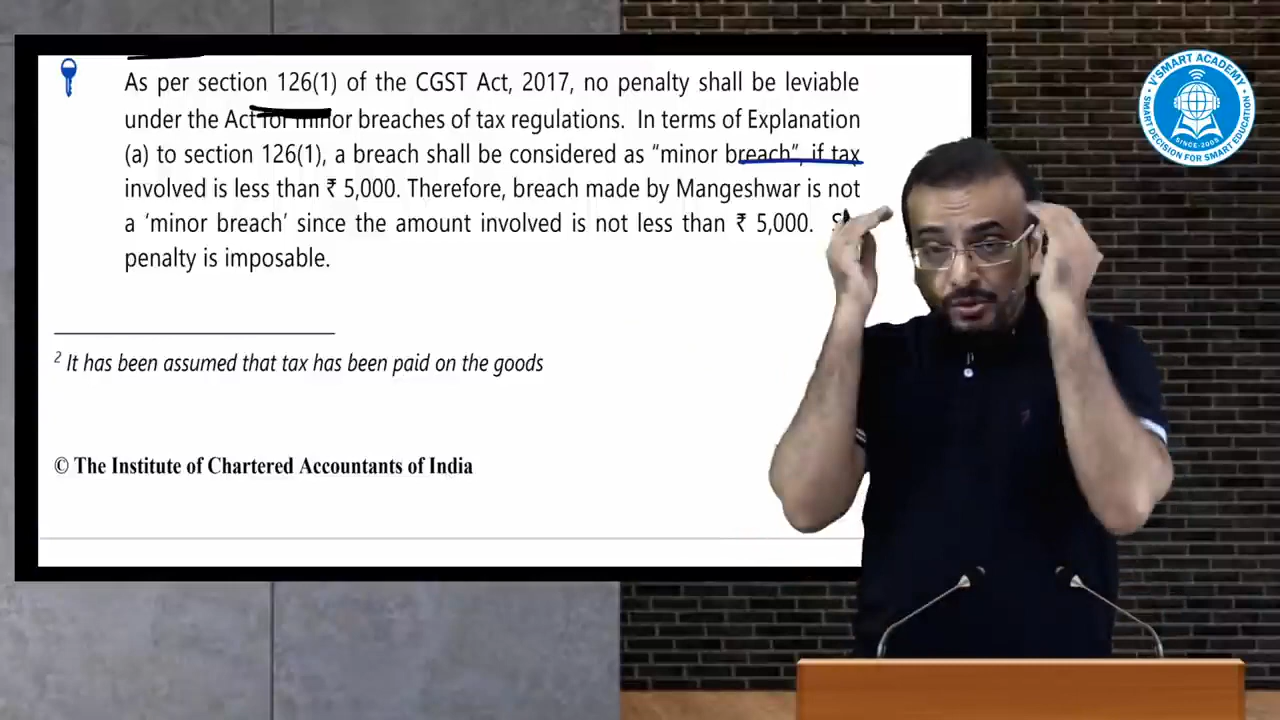 As per section 126(1) of the CGST Act, 2017, no penalty shall be leviable
under the Act for minor breaches of tax regulations. In terms of Explanation
(a) to section 126(1), a breach shall be considered as “minor breach”, if tax
involved is less than ₹ 5,000. Therefore, breach made by Mangeshwar is not
a ‘minor breach’ since the amount involved is not less than ₹ 5,000.
penalty is imposable.
2 It has been assumed that tax has been paid on the goods
© The Institute of Chartered Accountants of India
V'SMART ACADEMY
SINCE-2009
SMART DECISION FOR SMART EDUCATION